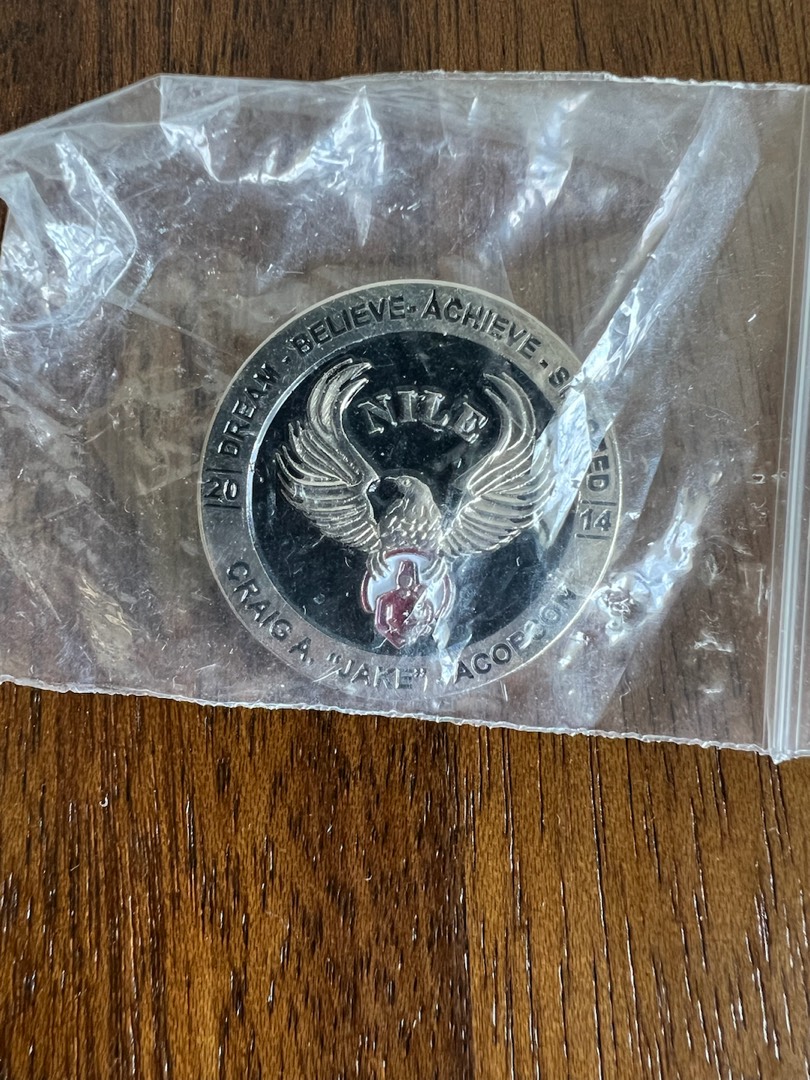 DREAM - BELIEVE - ACHIEVE -
NILE
20
14
CRAIG A. "JAKE"